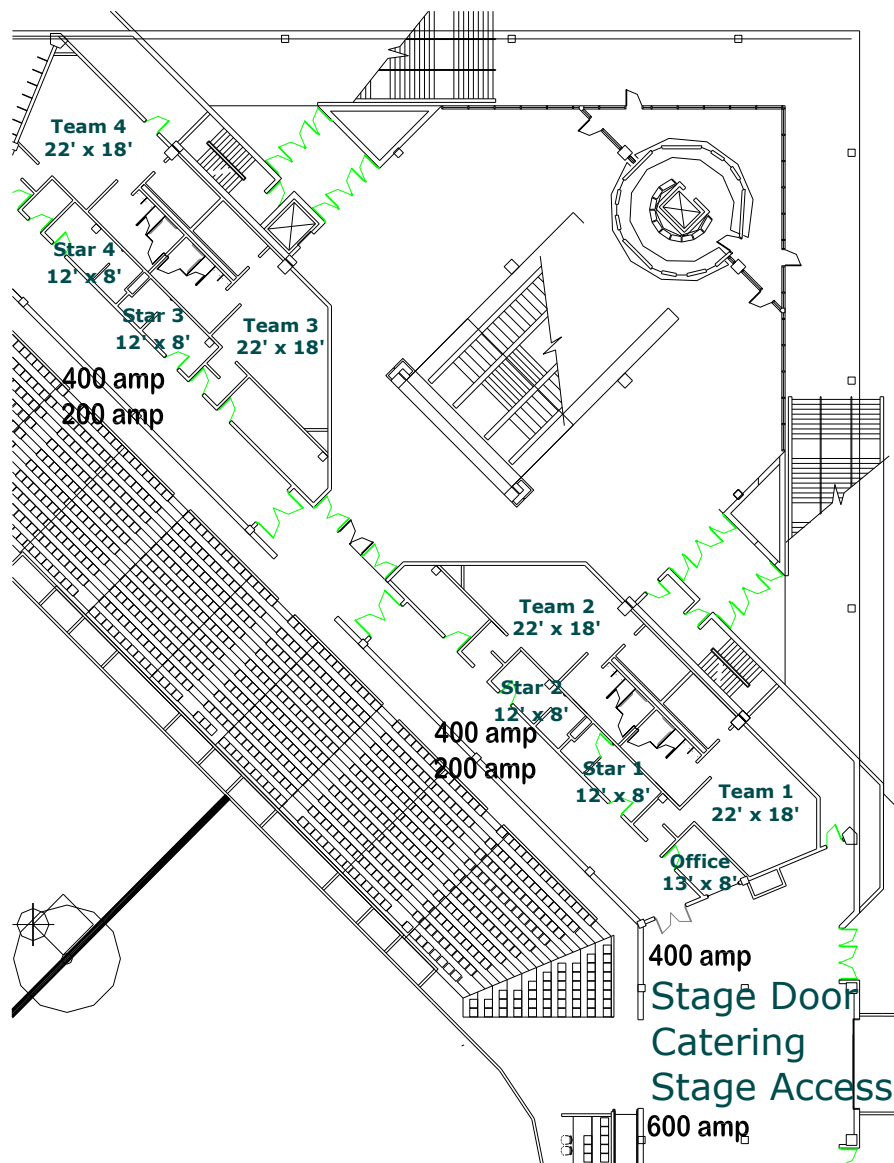 Team 4
22' x 18'
Star 4
12' x 8'
Star 3
12' x 8'
Team 3
22' x 18'
400 amp
200 amp
Team 2
22' x 18'
Star 2
12' x 8'
400 amp
200 amp
Star 1
12' x 8'
Team 1
22' x 18'
Office
13' x 8'
400 amp
Stage Door
Catering
Stage Access
600 amp